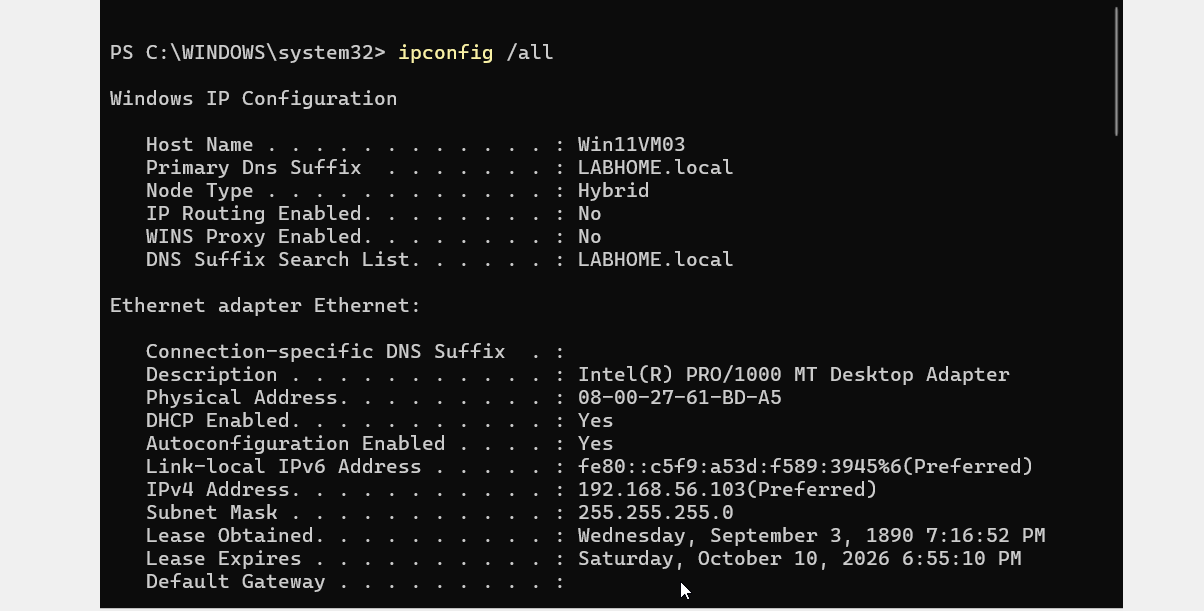 PS C:\WINDOWS\system32> ipconfig /all
Windows IP Configuration
Host Name . . . . . . . . . . . . : Win11VM03
Primary Dns Suffix  . . . . . . . : LABHOME.local
Node Type . . . . . . . . . . . . : Hybrid
IP Routing Enabled. . . . . . . . : No
WINS Proxy Enabled. . . . . . . . : No
DNS Suffix Search List. . . . . . : LABHOME.local
Ethernet adapter Ethernet:
Connection-specific DNS Suffix  . :
Description . . . . . . . . . . . : Intel(R) PRO/1000 MT Desktop Adapter
Physical Address. . . . . . . . . : 08-00-27-61-BD-A5
DHCP Enabled. . . . . . . . . . . : Yes
Autoconfiguration Enabled . . . . : Yes
Link-local IPv6 Address . . . . . : fe80::c5f9:a53d:f589:3945%6(Preferred)
IPv4 Address. . . . . . . . . . . : 192.168.56.103(Preferred)
Subnet Mask . . . . . . . . . . . : 255.255.255.0
Lease Obtained. . . . . . . . . . : Wednesday, September 3, 1890 7:16:52 PM
Lease Expires . . . . . . . . . . : Saturday, October 10, 2026 6:55:10 PM
Default Gateway . . . . . . . . . :